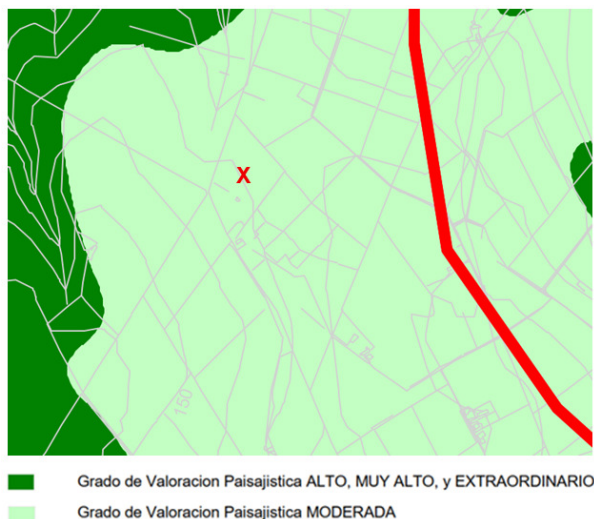 X
150
Grado de Valoracion Paisajistica ALTO, MUY ALTO, y EXTRAORDINARIO
Grado de Valoracion Paisajistica MODERADA